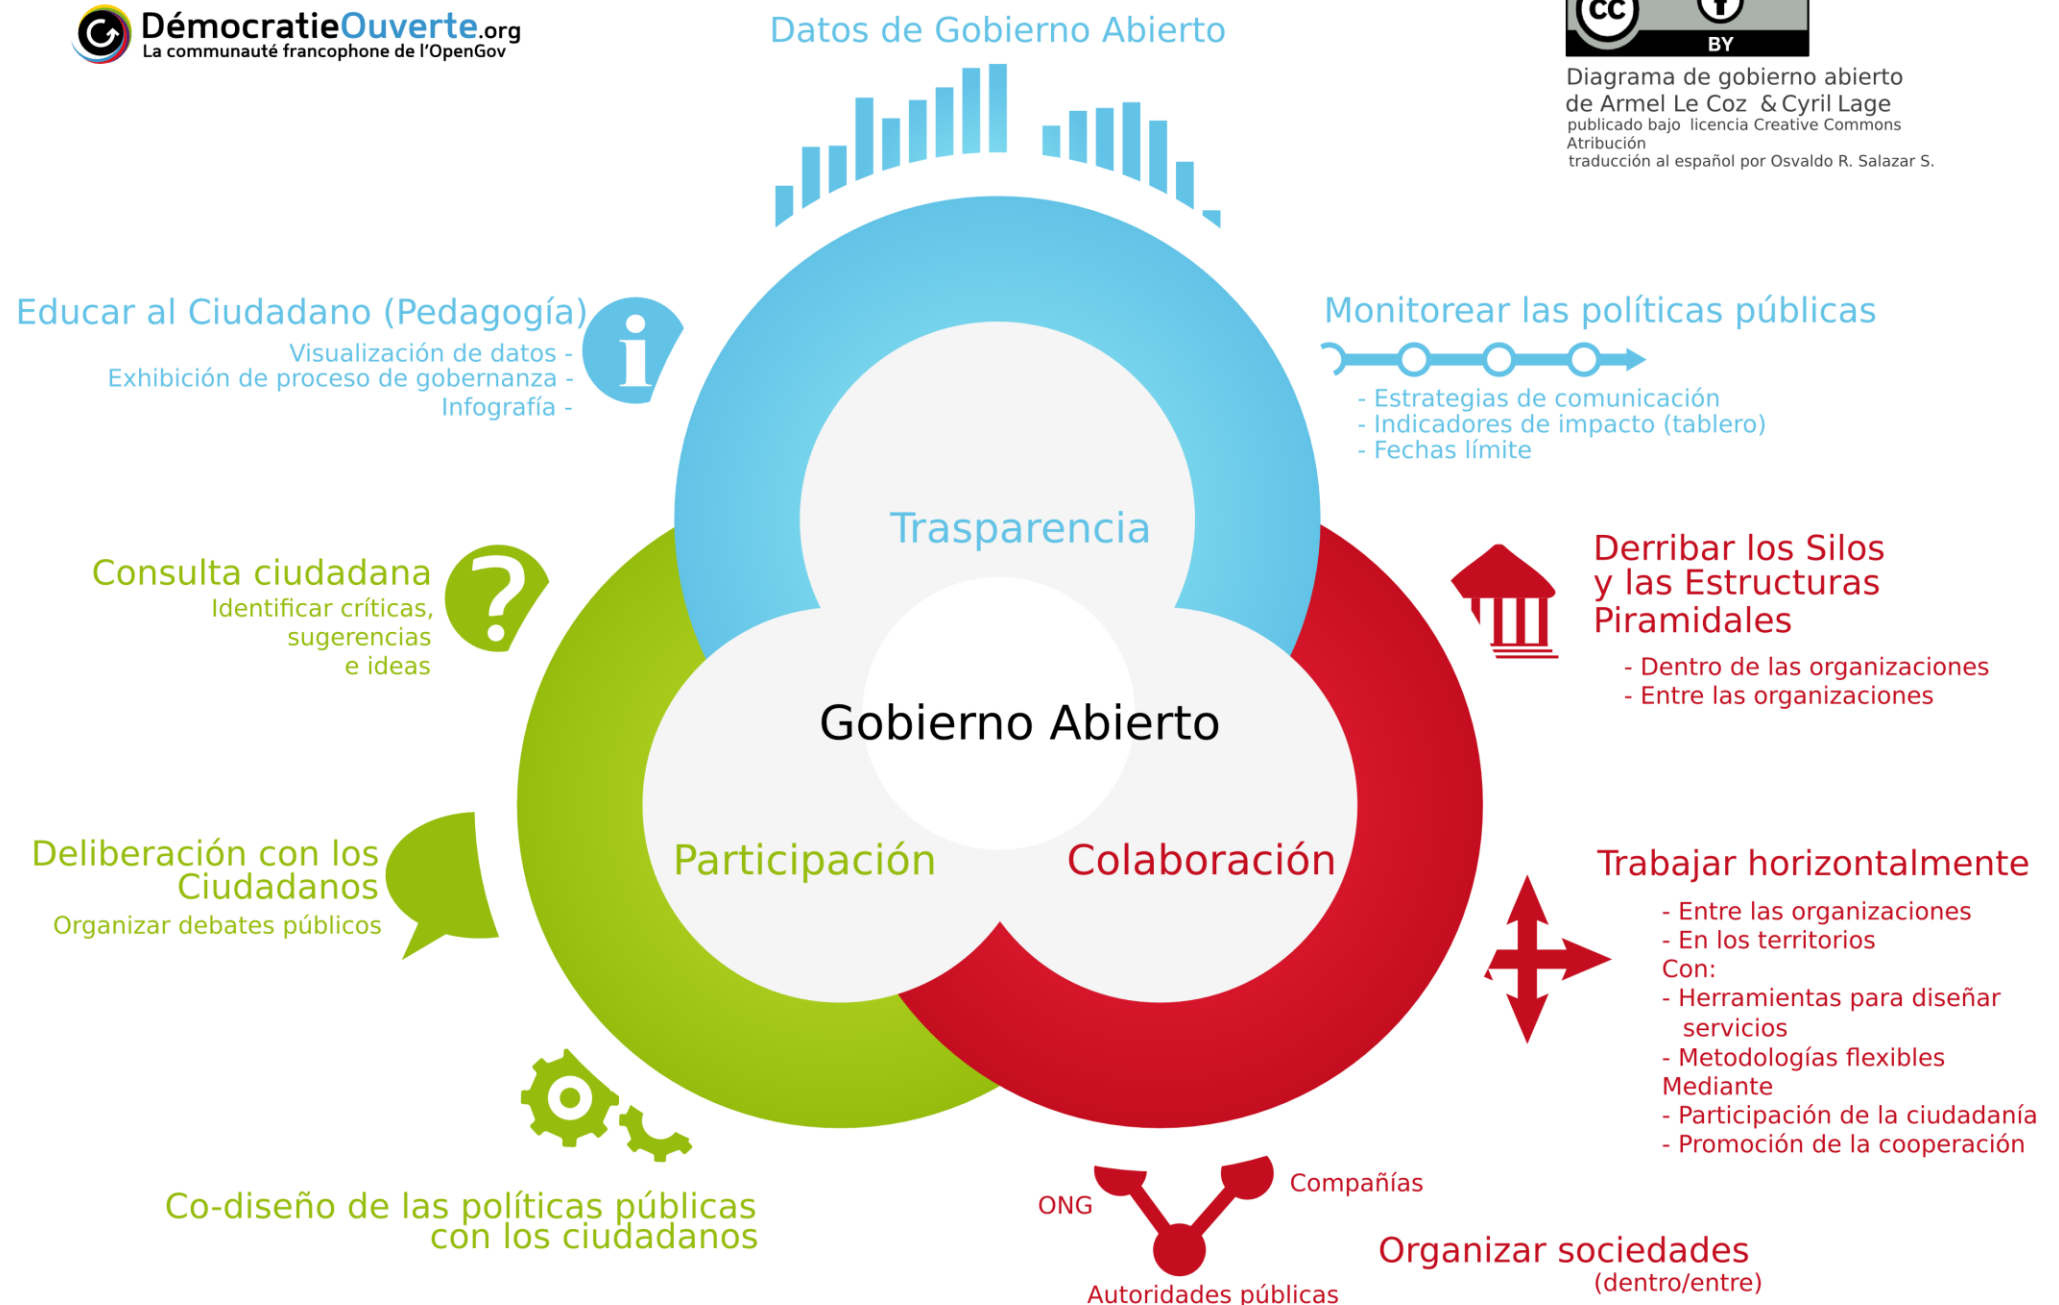 DémocratieOuverte.org
La communauté francophone de l'OpenGov
Datos de Gobierno Abierto
CC
BY
Diagrama de gobierno abierto
de Armel Le Coz & Cyril Lage
publicado bajo licencia Creative Commons
Atribución
traducción al español por Osvaldo R. Salazar S.
Educar al Ciudadano (Pedagogía)
Visualización de datos -
Exhibición de proceso de gobernanza -
Infografía -
i
Monitorear las políticas públicas
- Estrategias de comunicación
- Indicadores de impacto (tablero)
- Fechas límite
Trasparencia
Consulta ciudadana
Identificar críticas,
sugerencias
e ideas
?
Derribar los Silos
y las Estructuras
Piramidales
- Dentro de las organizaciones
- Entre las organizaciones
Gobierno Abierto
Participación
Colaboración
Deliberación con los
Ciudadanos
Organizar debates públicos
Trabajar horizontalmente
- Entre las organizaciones
- En los territorios
Con:
- Herramientas para diseñar
servicios
- Metodologías flexibles
Mediante
- Participación de la ciudadanía
- Promoción de la cooperación
Co-diseño de las políticas públicas
con los ciudadanos
ONG
Compañías
Autoridades públicas
Organizar sociedades
(dentro/entre)